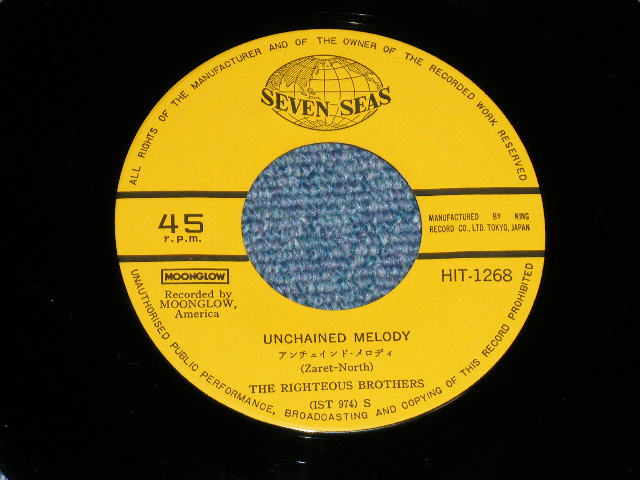 ALL RIGHTS OF THE MANUFACTURER AND OF THE OWNER OF THE RECORDED WORK RESERVED
SEVEN SEAS
45
r.p.m.
MANUFACTURED BY KING
RECORD CO., LTD. TOKYO, JAPAN
MOONGLOW
Recorded by
MOONGLOW,
America
HIT-1268
UNCHAINED MELODY
アンチェインド・メロディ
(Zaret-North)
THE RIGHTEOUS BROTHERS
(IST 974) S
UNAUTHORISED PUBLIC PERFORMANCE, BROADCASTING AND COPYING OF THIS RECORD PROHIBITED